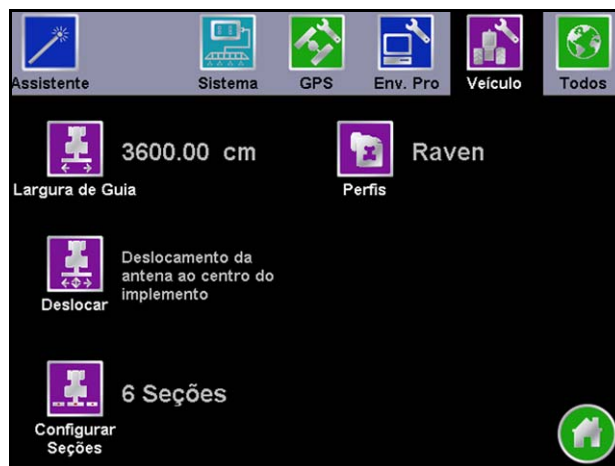 Assistente
Sistema
GPS
Env. Pro
Veículo
Todos
3600.00 cm
Largura de Guia
Raven
Perfis
Deslocamento da
antena ao centro do
implemento
Deslocar
6 Seções
Configurar
Seções